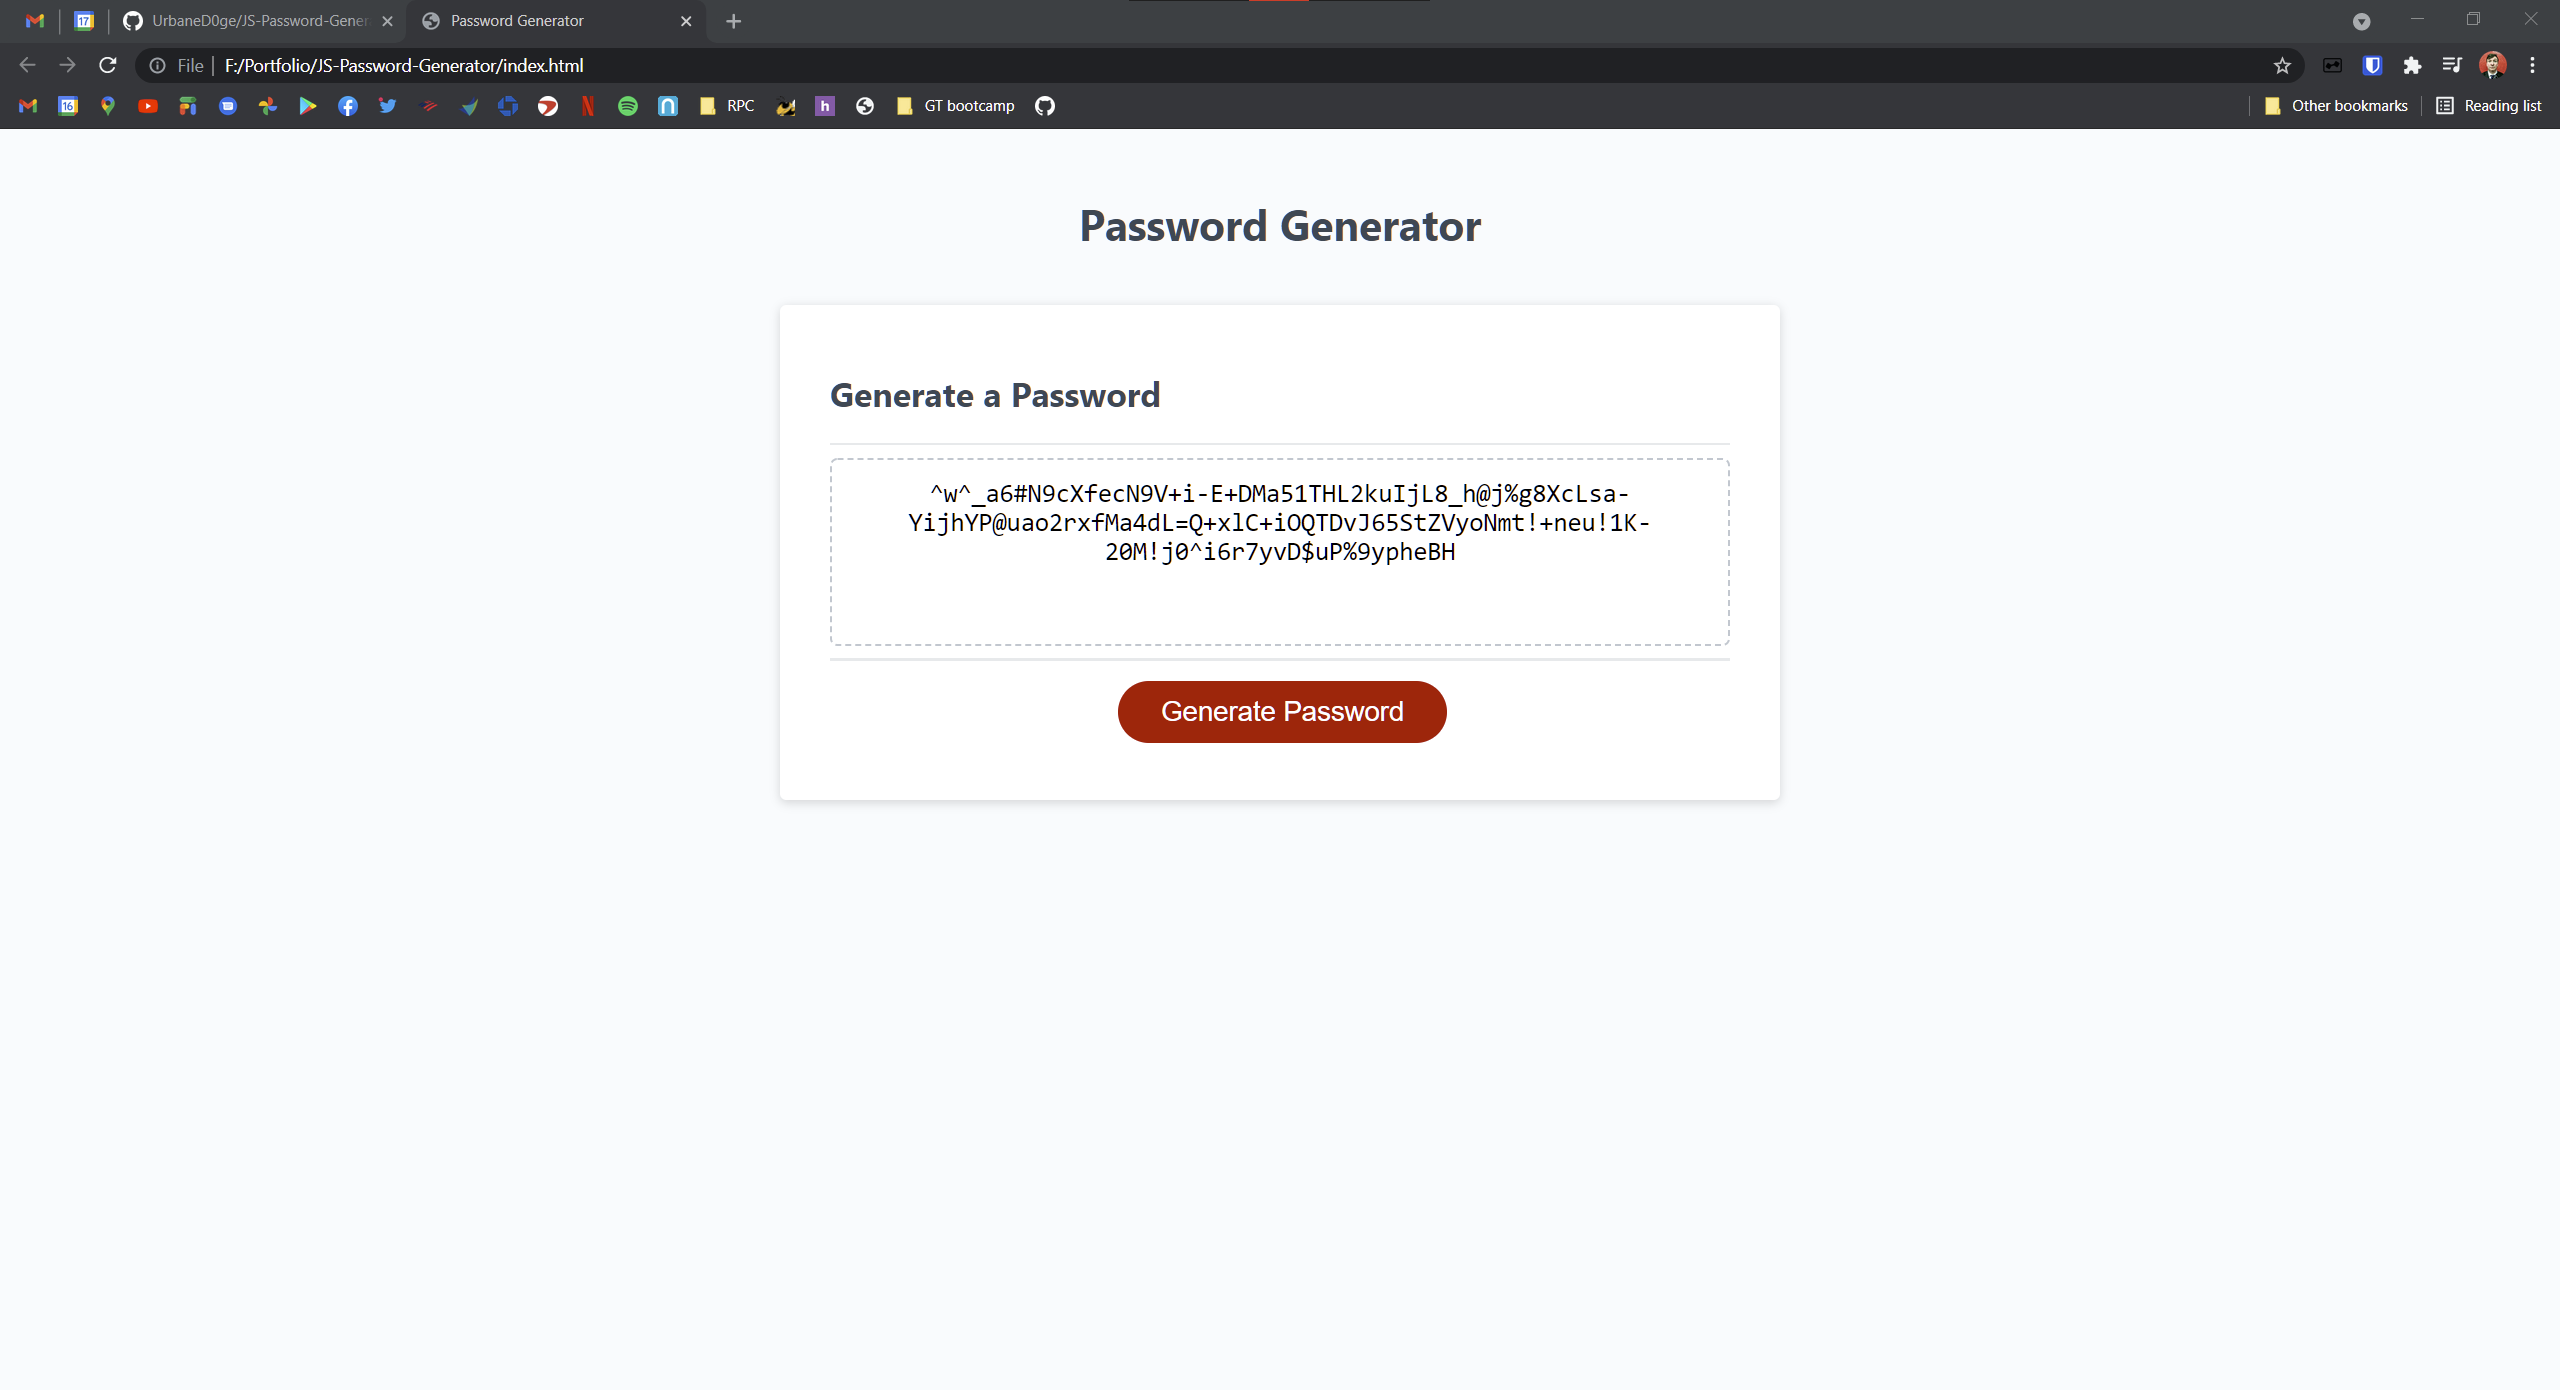 UrbaneD0ge/JS-Password-Gener
Password Generator
File
F:/Portfolio/JS-Password-Generator/index.html
RPC
GT bootcamp
Other bookmarks
Reading list
Password Generator
Generate a Password
^w^_a6#N9cXfecN9V+i-E+DMa51THL2kuIjL8_h@j%g8XcLsa-
YijhYP@uao2rxfMa4dL=Q+xlC+iOQTDvJ65StZVyoNmt!+neu!1K-
20M!j0^i6r7yvD$uP%9ypheBH
Generate Password